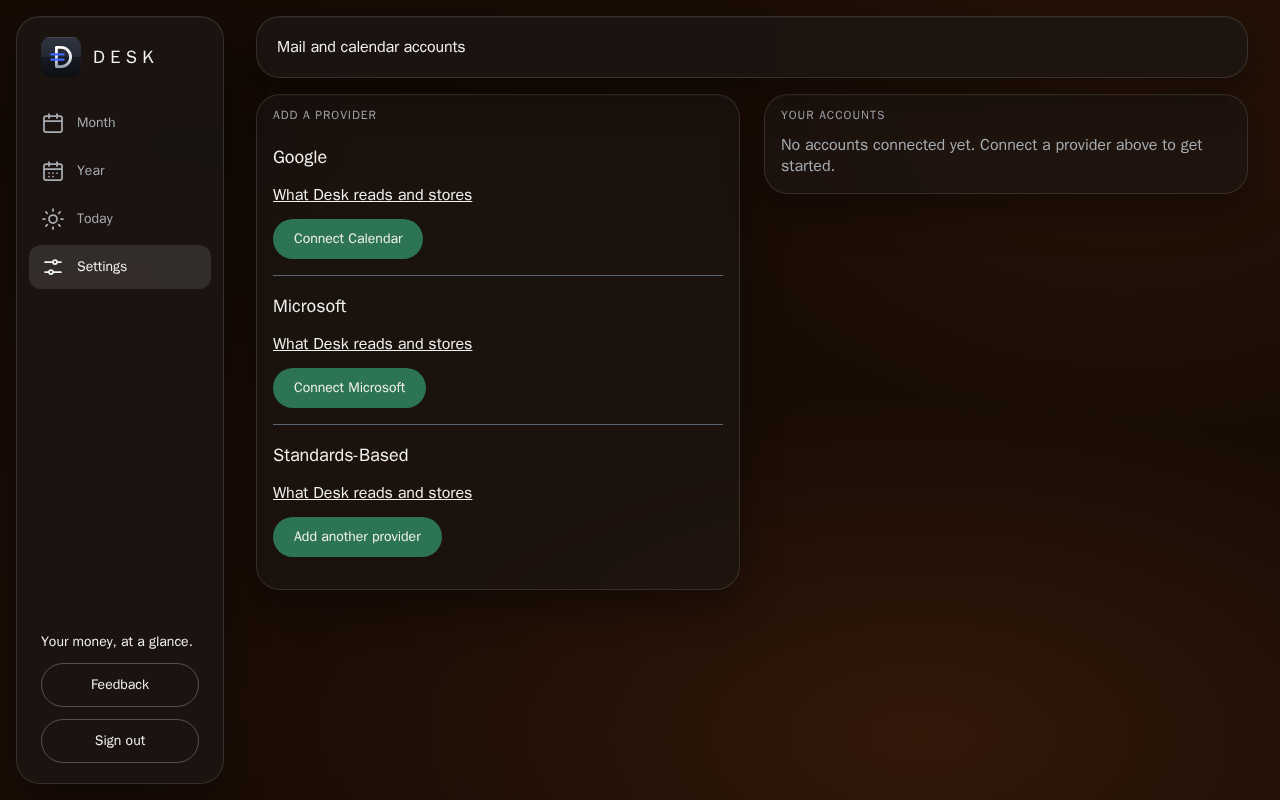 DESK
Month
Year
Today
Settings
Your money, at a glance.
Feedback
Sign out
Mail and calendar accounts
ADD A PROVIDER
Google
What Desk reads and stores
Connect Calendar
Microsoft
What Desk reads and stores
Connect Microsoft
Standards-Based
What Desk reads and stores
Add another provider
YOUR ACCOUNTS
No accounts connected yet. Connect a provider above to get
started.